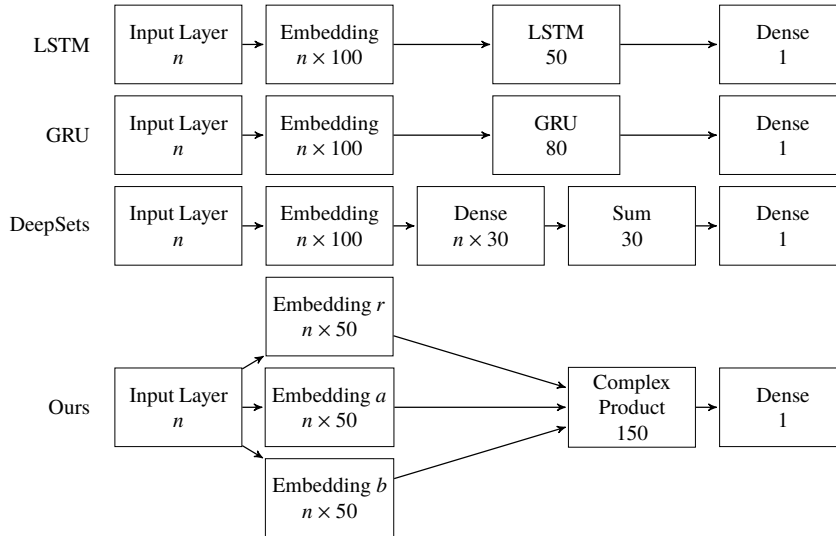 LSTM
Input Layer
n
Embedding
n × 100
LSTM
50
Dense
1
GRU
Input Layer
n
Embedding
n × 100
GRU
80
Dense
1
DeepSets
Input Layer
n
Embedding
n × 100
Dense
n × 30
Sum
30
Dense
1
Ours
Input Layer
n
Embedding r
n × 50
Embedding a
n × 50
Embedding b
n × 50
Complex
Product
150
Dense
1